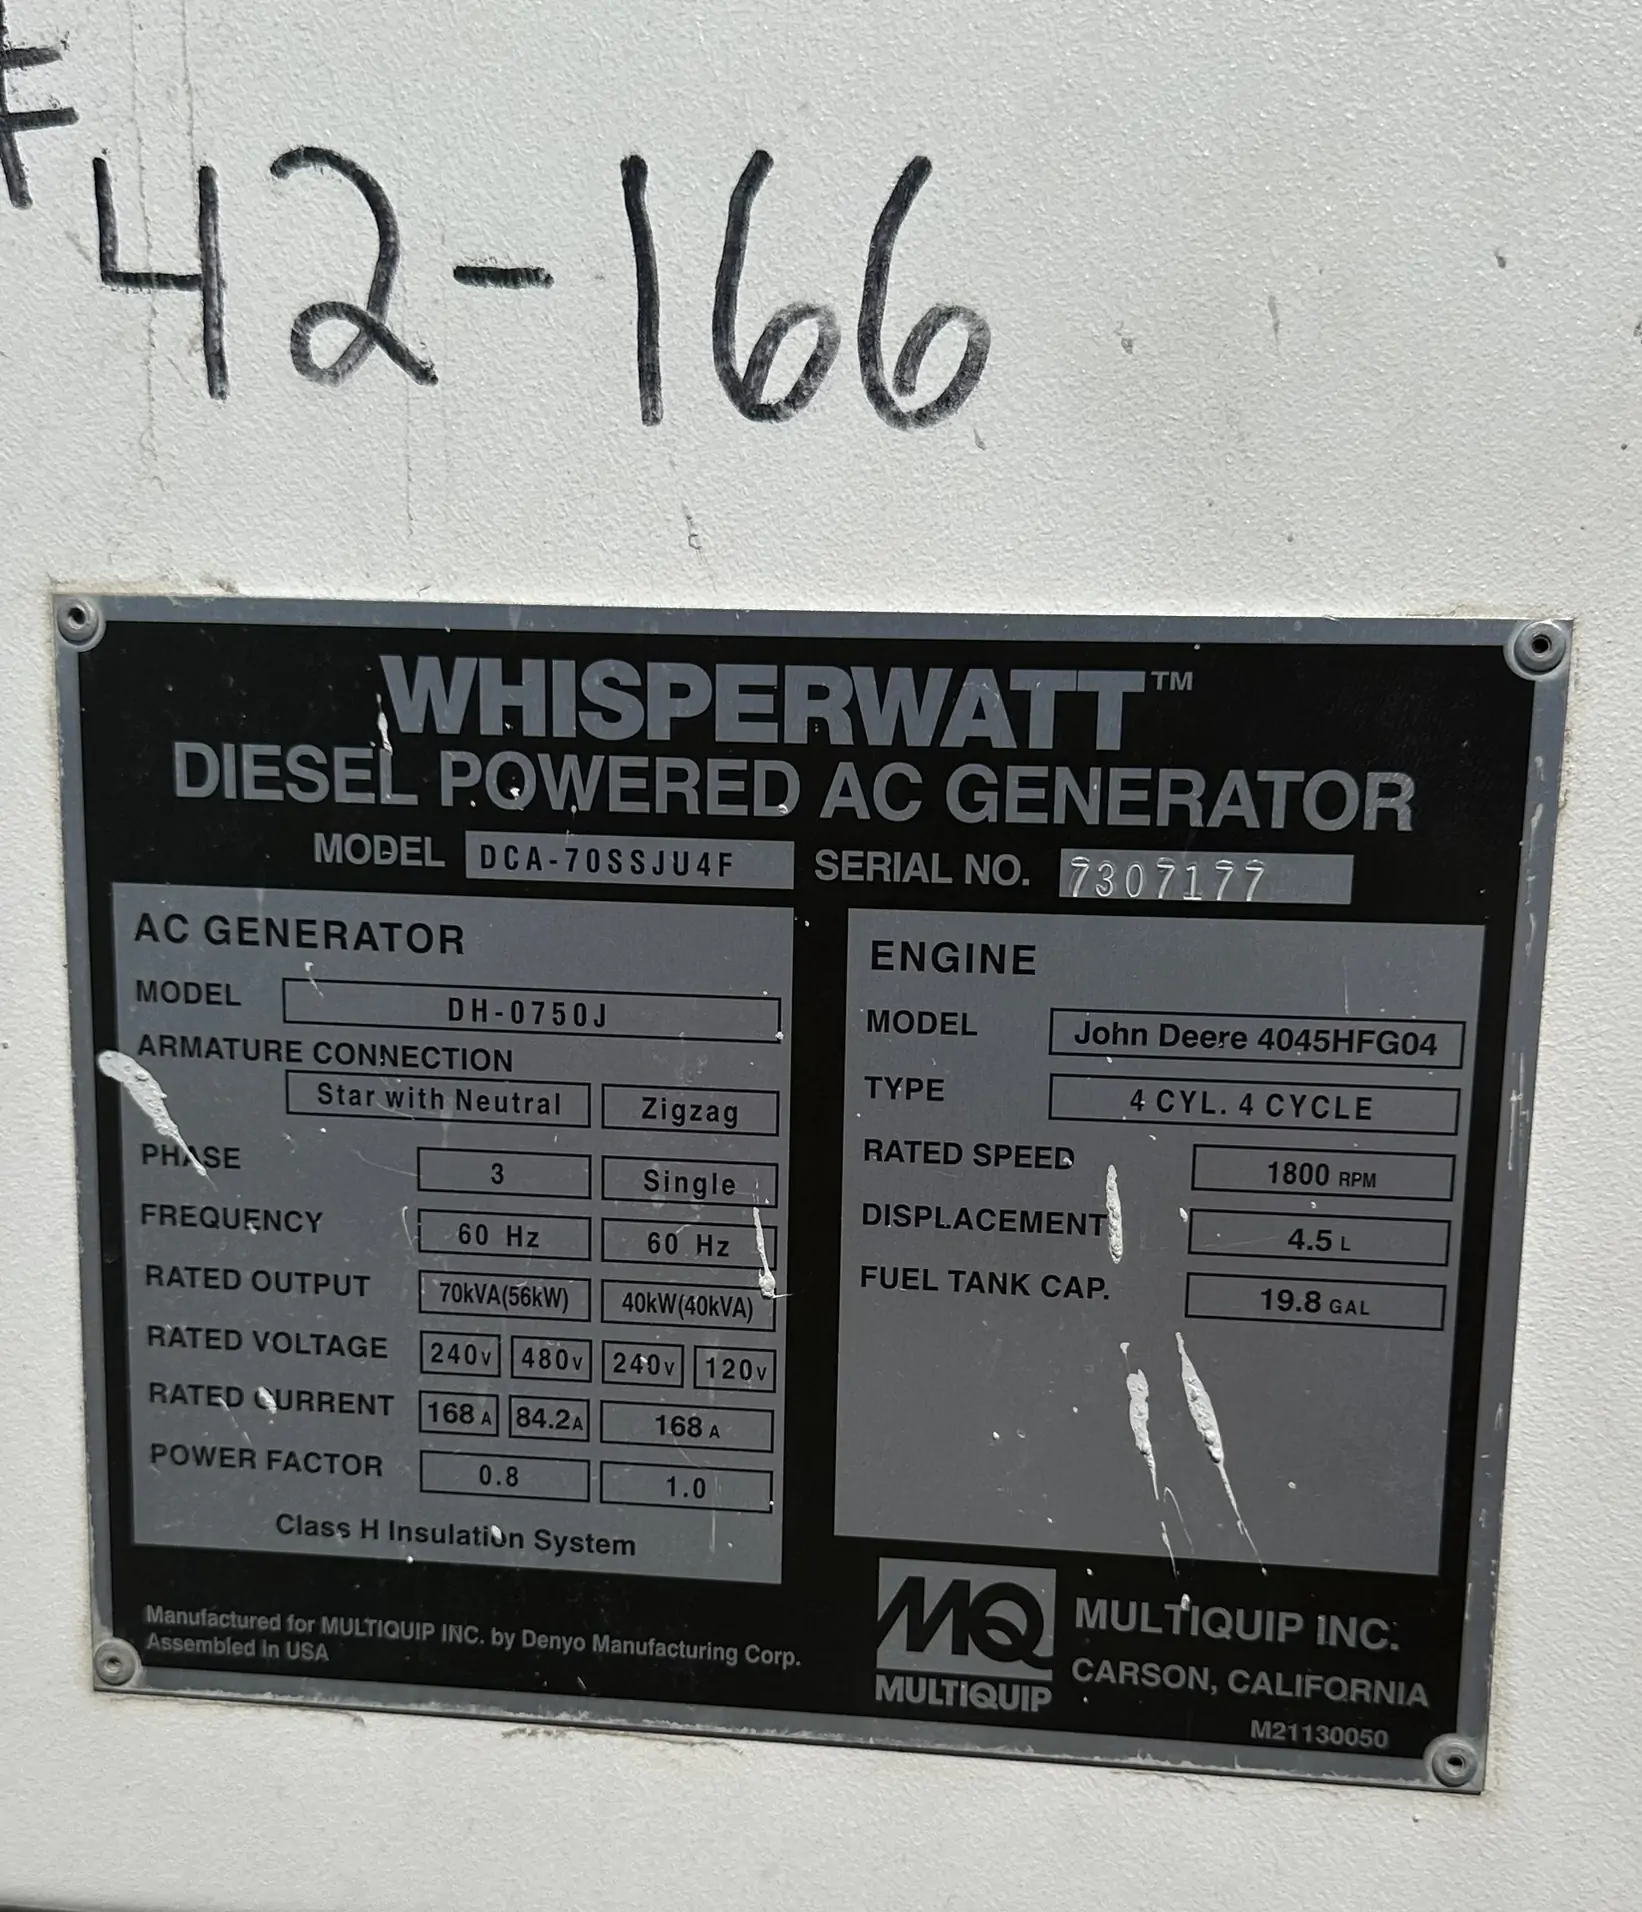 # 42-166
WHISPERWATT™
DIESEL POWERED AC GENERATOR
MODEL DCA-70SSJU4F SERIAL NO. 7307177
AC GENERATOR
MODEL DH-0750J
ARMATURE CONNECTION
Star with Neutral Zigzag
PHASE 3 Single
FREQUENCY 60 Hz 60 Hz
RATED OUTPUT 70kVA(56kW) 40kW(40kVA)
RATED VOLTAGE 240V 480V 240V 120V
RATED CURRENT 168 A 84.2A 168 A
POWER FACTOR 0.8 1.0
Class H Insulation System
ENGINE
MODEL John Deere 4045HFG04
TYPE 4 CYL. 4 CYCLE
RATED SPEED 1800 RPM
DISPLACEMENT 4.5 L
FUEL TANK CAP. 19.8 GAL
Manufactured for MULTIQUIP INC. by Denyo Manufacturing Corp.
Assembled in USA
MQ
MULTIQUIP
MULTIQUIP INC.
CARSON, CALIFORNIA
M21130050